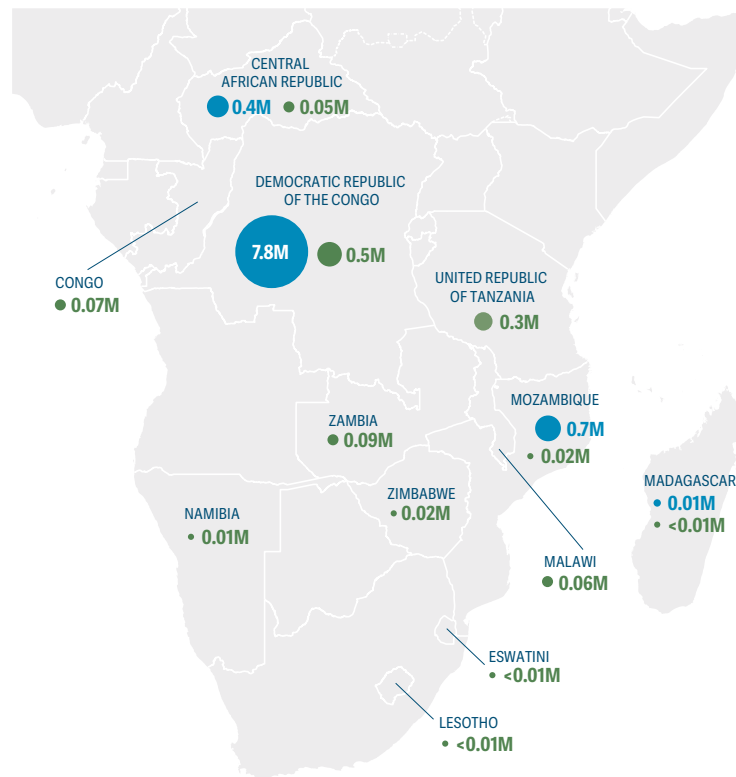 CENTRAL
AFRICAN REPUBLIC
0.4M 0.05M
DEMOCRATIC REPUBLIC
OF THE CONGO
7.8M 0.5M
CONGO
0.07M
UNITED REPUBLIC
OF TANZANIA
0.3M
MOZAMBIQUE
0.7M
0.02M
ZAMBIA
0.09M
MADAGASCAR
0.01M
<0.01M
ZIMBABWE
0.02M
NAMIBIA
0.01M
MALAWI
0.06M
ESWATINI
<0.01M
LESOTHO
<0.01M